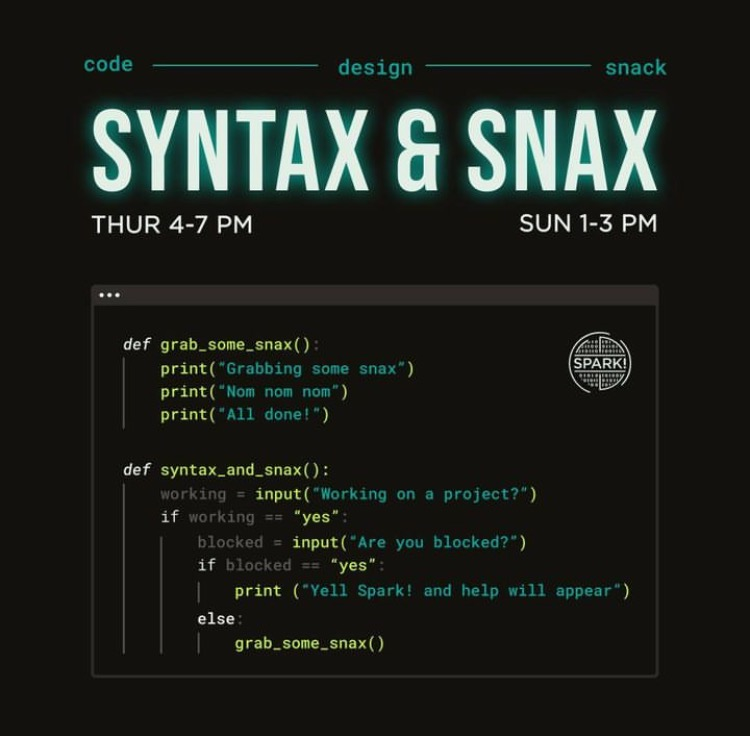 code design snack
SYNTAX & SNAX
THUR 4-7 PM SUN 1-3 PM
def grab_some_snax():
print("Grabbing some snax”)
print(“Nom nom nom”)
print(“All done!”)
SPARK!
def syntax_and_snax():
working = input(“Working on a project?”)
if working == “yes”:
blocked = input(“Are you blocked?”)
if blocked == “yes”:
print (“Yell Spark! and help will appear“)
else:
grab_some_snax()